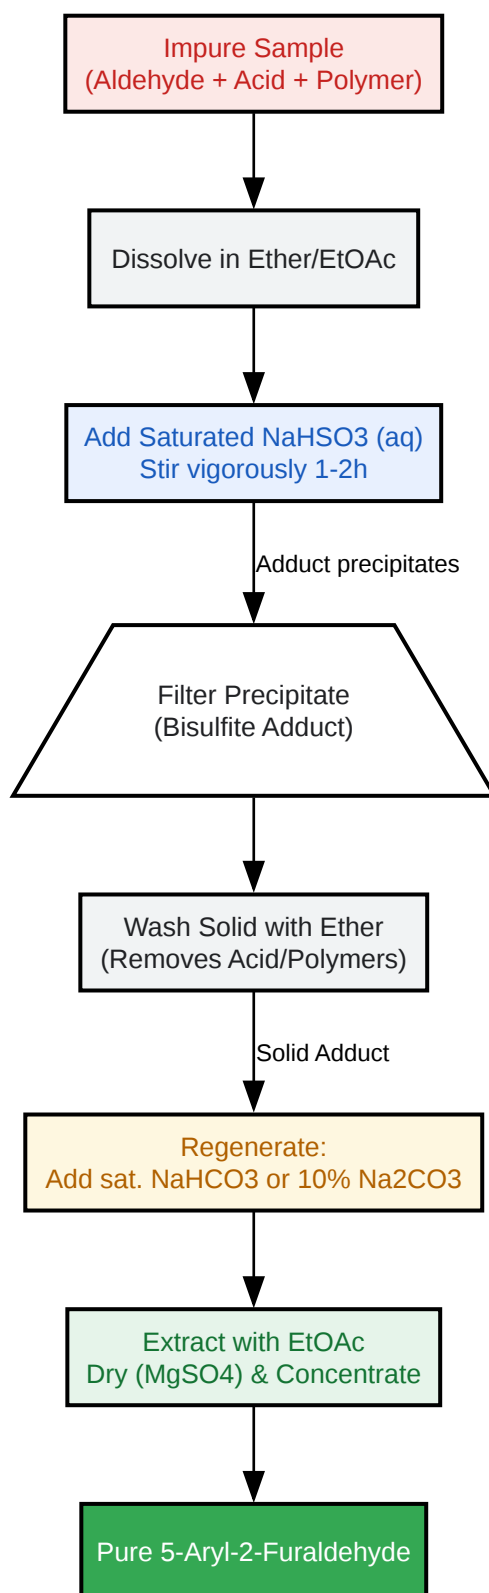 Impure Sample
(Aldehyde + Acid + Polymer)
Dissolve in Ether/EtOAc
Add Saturated NaHSO3 (aq)
Stir vigorously 1-2h
Adduct precipitates
Filter Precipitate
(Bisulfite Adduct)
Wash Solid with Ether
(Removes Acid/Polymers)
Solid Adduct
Regenerate:
Add sat. NaHCO3 or 10% Na2CO3
Extract with EtOAc
Dry (MgSO4) & Concentrate
Pure 5-Aryl-2-Furaldehyde